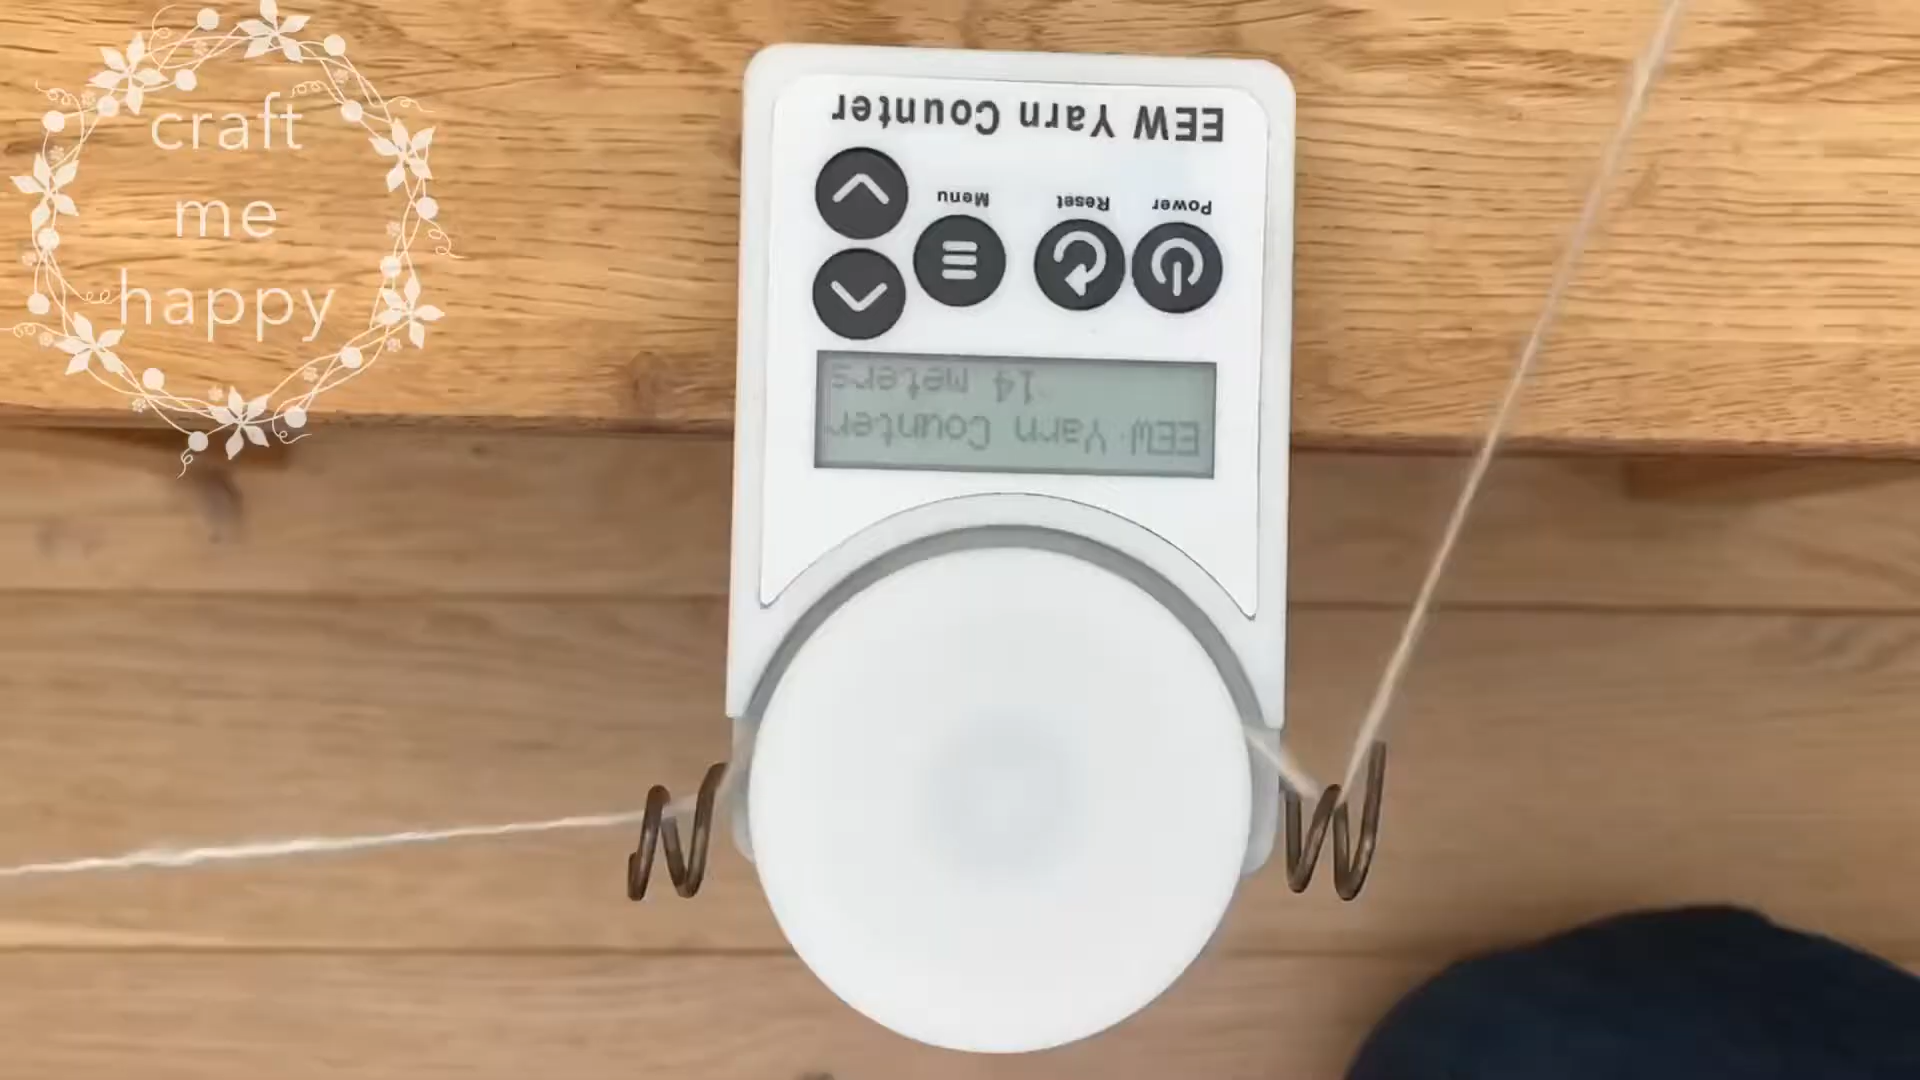 craft
me
happy
EEW Yarn Counter
14 meters
Power
Reset
Menu
EEW Yarn Counter